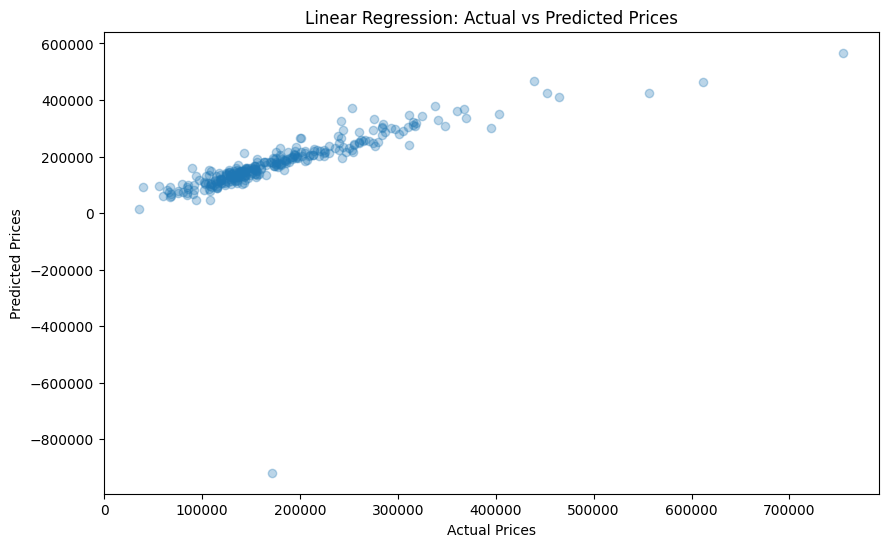 Linear Regression: Actual vs Predicted Prices
600000
400000
200000
0
−200000
−400000
−600000
−800000
Predicted Prices
0 100000 200000 300000 400000 500000 600000 700000
Actual Prices